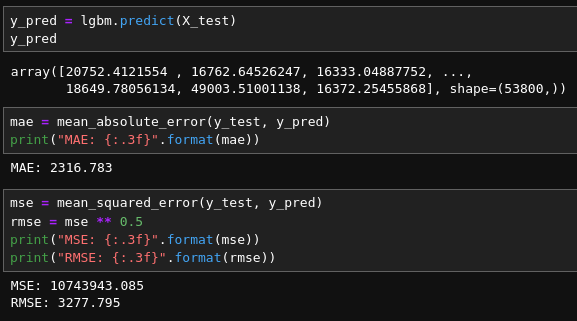 y_pred = lgbm.predict(X_test)
y_pred
array([20752.4121554 , 16762.64526247, 16333.04887752, ...,
       18649.78056134, 49003.51001138, 16372.25455868], shape=(53800,))
mae = mean_absolute_error(y_test, y_pred)
print("MAE: {:.3f}".format(mae))
MAE: 2316.783
mse = mean_squared_error(y_test, y_pred)
rmse = mse ** 0.5
print("MSE: {:.3f}".format(mse))
print("RMSE: {:.3f}".format(rmse))
MSE: 10743943.085
RMSE: 3277.795